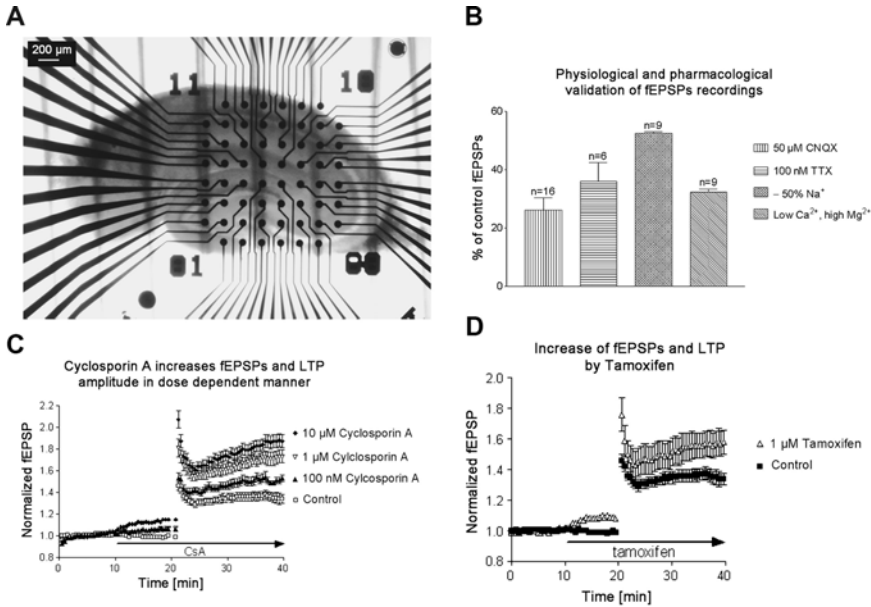 A
200 µm
11
10
01
B
Physiological and pharmacological
validation of fEPSPs recordings
% of control fEPSPs
60
40
20
0
n=16
n=6
n=9
n=9
50 µM CNQX
100 nM TTX
– 50% Na⁺
Low Ca²⁺, high Mg²⁺
C
Cyclosporin A increases fEPSPs and LTP
amplitude in dose dependent manner
Normalized fEPSP
2.2
2.0
1.8
1.6
1.4
1.2
1.0
0.8
0
10
20
30
40
CsA
Time [min]
10 µM Cyclosporin A
1 µM Cylclosporin A
100 nM Cylcosporin A
Control
D
Increase of fEPSPs and LTP
by Tamoxifen
Normalized fEPSP
2.0
1.8
1.6
1.4
1.2
1.0
0.8
0
10
20
30
40
tamoxifen
Time [min]
1 µM Tamoxifen
Control